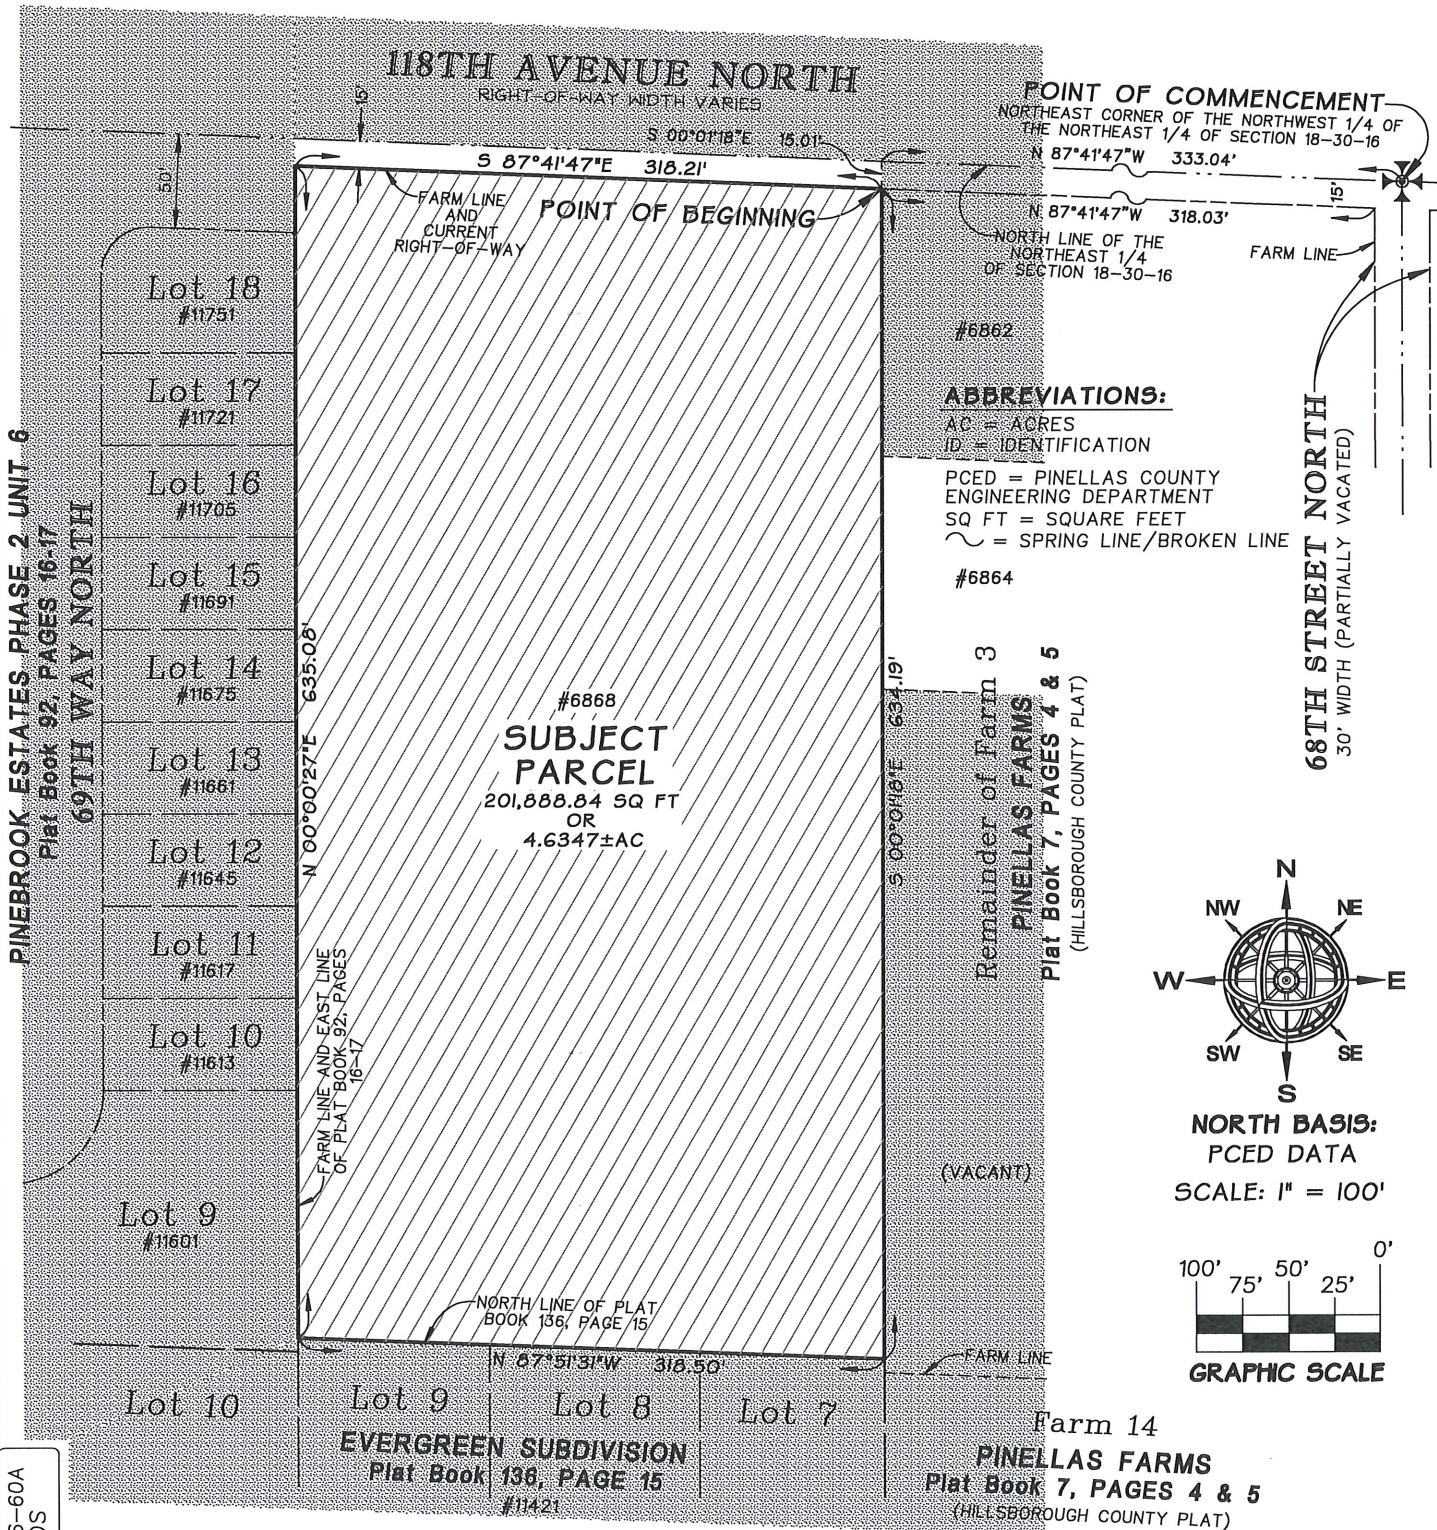 118TH AVENUE NORTH
RIGHT-OF-WAY WIDTH VARIES
15'
50'
S 00°01'18"E 15.01'
S 87°41'47"E 318.21'
FARM LINE
AND
CURRENT
RIGHT-OF-WAY
POINT OF BEGINNING
POINT OF COMMENCEMENT
NORTHEAST CORNER OF THE NORTHWEST 1/4 OF
THE NORTHEAST 1/4 OF SECTION 18-30-16
N 87°41'47"W 333.04'
15'
N 87°41'47"W 318.03'
NORTH LINE OF THE
NORTHEAST 1/4
OF SECTION 18-30-16
FARM LINE
#6862
ABBREVIATIONS:
AC = ACRES
ID = IDENTIFICATION
PCED = PINELLAS COUNTY
ENGINEERING DEPARTMENT
SQ FT = SQUARE FEET
= SPRING LINE/BROKEN LINE
#6864
68TH STREET NORTH
30' WIDTH (PARTIALLY VACATED)
PINEBROOK ESTATES PHASE 2 UNIT 6
Plat Book 92, PAGES 16-17
69TH WAY NORTH
Lot 18
#11751
Lot 17
#11721
Lot 16
#11705
Lot 15
#11691
Lot 14
#11675
Lot 13
#11661
Lot 12
#11645
Lot 11
#11617
Lot 10
#11613
Lot 9
#11601
Lot 10
N 00°00'27"E 635.08'
FARM LINE AND EAST LINE
OF PLAT BOOK 92, PAGES
16-17
#6868
SUBJECT
PARCEL
201,888.84 SQ FT
OR
4.6347±AC
S 00°01'18"E 634.19'
Remainder of Farm 3
PINELLAS FARMS
Plat Book 7, PAGES 4 & 5
(HILLSBOROUGH COUNTY PLAT)
(VACANT)
N
NW
NE
W
E
SW
SE
S
NORTH BASIS:
PCED DATA
SCALE: 1" = 100'
0'
100' 75' 50' 25'
GRAPHIC SCALE
NORTH LINE OF PLAT
BOOK 136, PAGE 15
N 87°51'31"W 318.50'
FARM LINE
Lot 9
Lot 8
Lot 7
EVERGREEN SUBDIVISION
Plat Book 136, PAGE 15
#11421
Farm 14
PINELLAS FARMS
Plat Book 7, PAGES 4 & 5
(HILLSBOROUGH COUNTY PLAT)